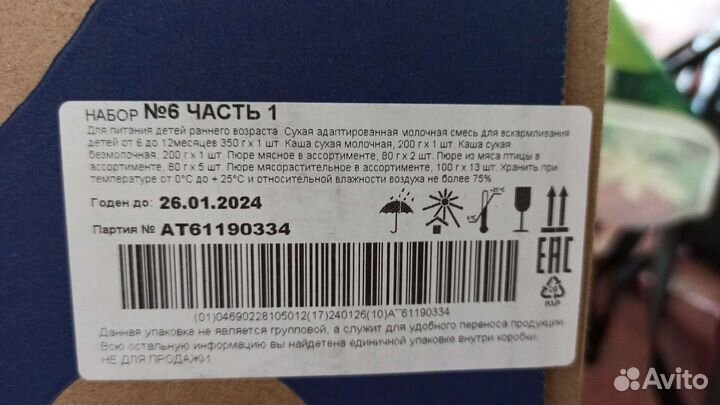 НАБОР №6 ЧАСТЬ 1
Для питания детей раннего возраста. Сухая адаптированная молочная смесь для вскармливания
детей от 6 до 12месяцев 350 г х 1 шт. Каша сухая молочная, 200 г х 1 шт. Каша сухая
безмолочная, 200 г х 1 шт. Пюре мясное в ассортименте, 80 г х 2 шт. Пюре из мяса птицы в
ассортименте, 80 г х 5 шт. Пюре мясорастительное в ассортименте, 100 г х 13 шт. Хранить при
температуре от 0°С до + 25°С и относительной влажности воздуха не более 75%
Годен до: 26.01.2024
Партия № АТ61190334
(01)04690228105012(17)240126(10)АТ61190334
Данная упаковка не является групповой, а служит для удобного переноса продукции.
Всю остальную информацию вы найдете на единичной упаковке внутри коробки.
НЕ ДЛЯ ПРОДАЖИ
EAC
20
PAP
Avito